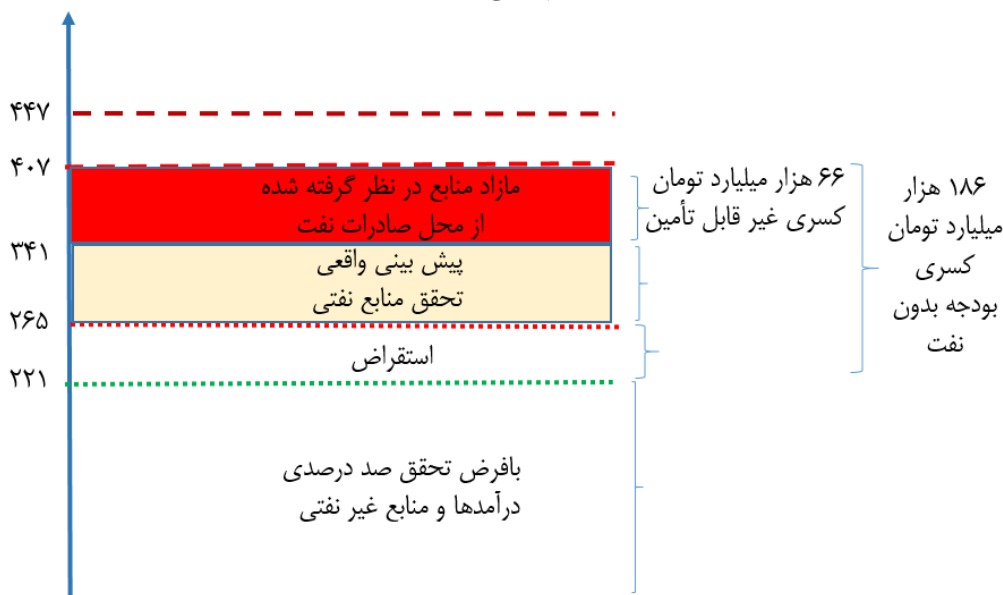 ۴۴۷
۴۰۷
۳۴۱
۲۶۵
۲۲۱
مازاد منابع در نظر گرفته شده
از محل صادرات نفت
پیش بینی واقعی
تحقق منابع نفتی
استقراض
بافرض تحقق صد درصدی
درآمدها و منابع غیر نفتی
۶۶ هزار میلیارد تومان
کسری غیر قابل تأمین
۱۸۶ هزار
میلیارد تومان
کسری
بودجه بدون
نفت